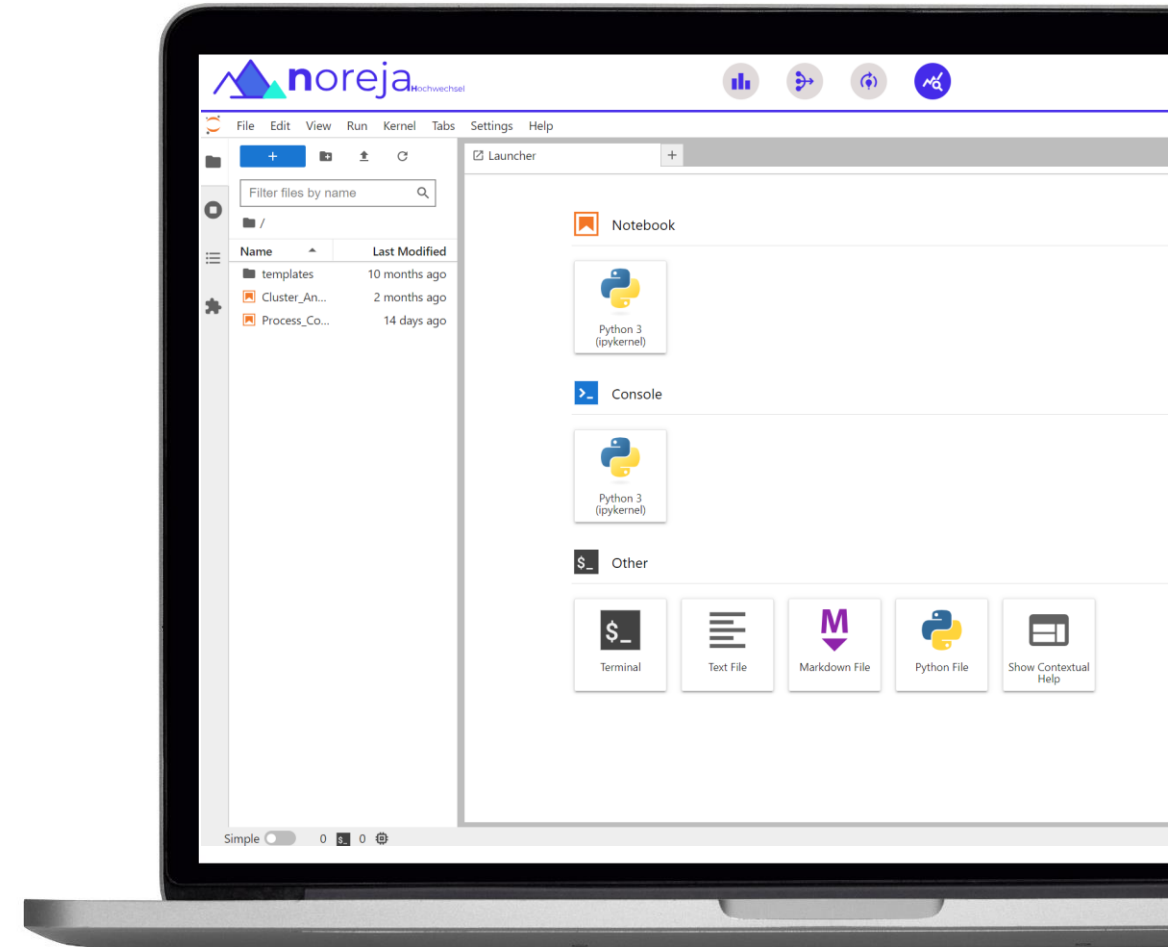 noreja Hochwechsel
File Edit View Run Kernel Tabs Settings Help
+
Launcher
+
Filter files by name
/
Name Last Modified
templates 10 months ago
Cluster_An... 2 months ago
Process_Co... 14 days ago
Notebook
Python 3
(ipykernel)
Console
Python 3
(ipykernel)
$_ Other
$_
Terminal
Text File
M
Markdown File
Python File
Show Contextual
Help
Simple 0 $_ 0